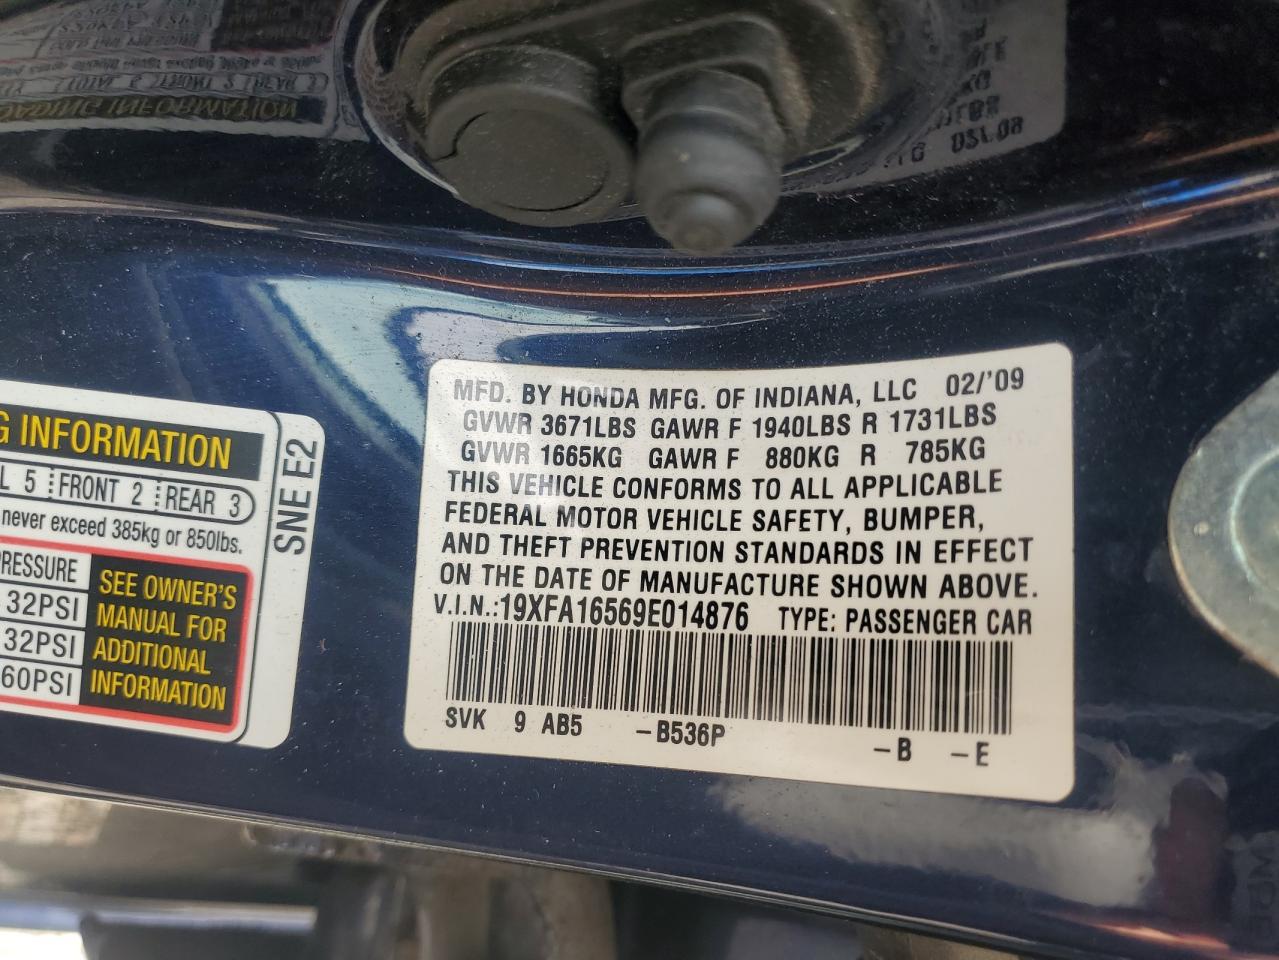 G INFORMATION
L 5 FRONT 2 REAR 3
never exceed 385kg or 850lbs.
RESSURE
32PSI
32PSI
60PSI
SEE OWNER'S
MANUAL FOR
ADDITIONAL
INFORMATION
SNE E2
MFD. BY HONDA MFG. OF INDIANA, LLC 02/'09
GVWR 3671LBS GAWR F 1940LBS R 1731LBS
GVWR 1665KG GAWR F 880KG R 785KG
THIS VEHICLE CONFORMS TO ALL APPLICABLE
FEDERAL MOTOR VEHICLE SAFETY, BUMPER,
AND THEFT PREVENTION STANDARDS IN EFFECT
ON THE DATE OF MANUFACTURE SHOWN ABOVE.
V.I.N.:19XFA16569E014876 TYPE: PASSENGER CAR
SVK 9 AB5 -B536P -B -E